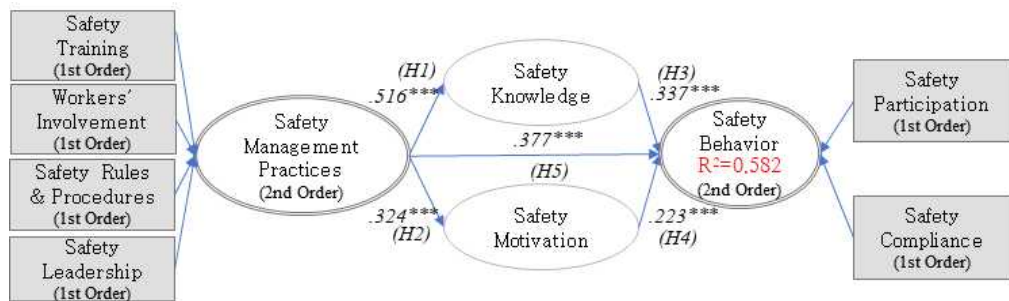 Safety
Training
(1st Order)
Workers'
Involvement
(1st Order)
Safety Rules
& Procedures
(1st Order)
Safety
Leadership
(1st Order)
Safety
Management
Practices
(2nd Order)
(H1)
.516***
Safety
Knowledge
(H3)
.337***
.377***
(H5)
.324***
(H2)
Safety
Motivation
.223***
(H4)
Safety
Behavior
R²=0.582
(2nd Order)
Safety
Participation
(1st Order)
Safety
Compliance
(1st Order)